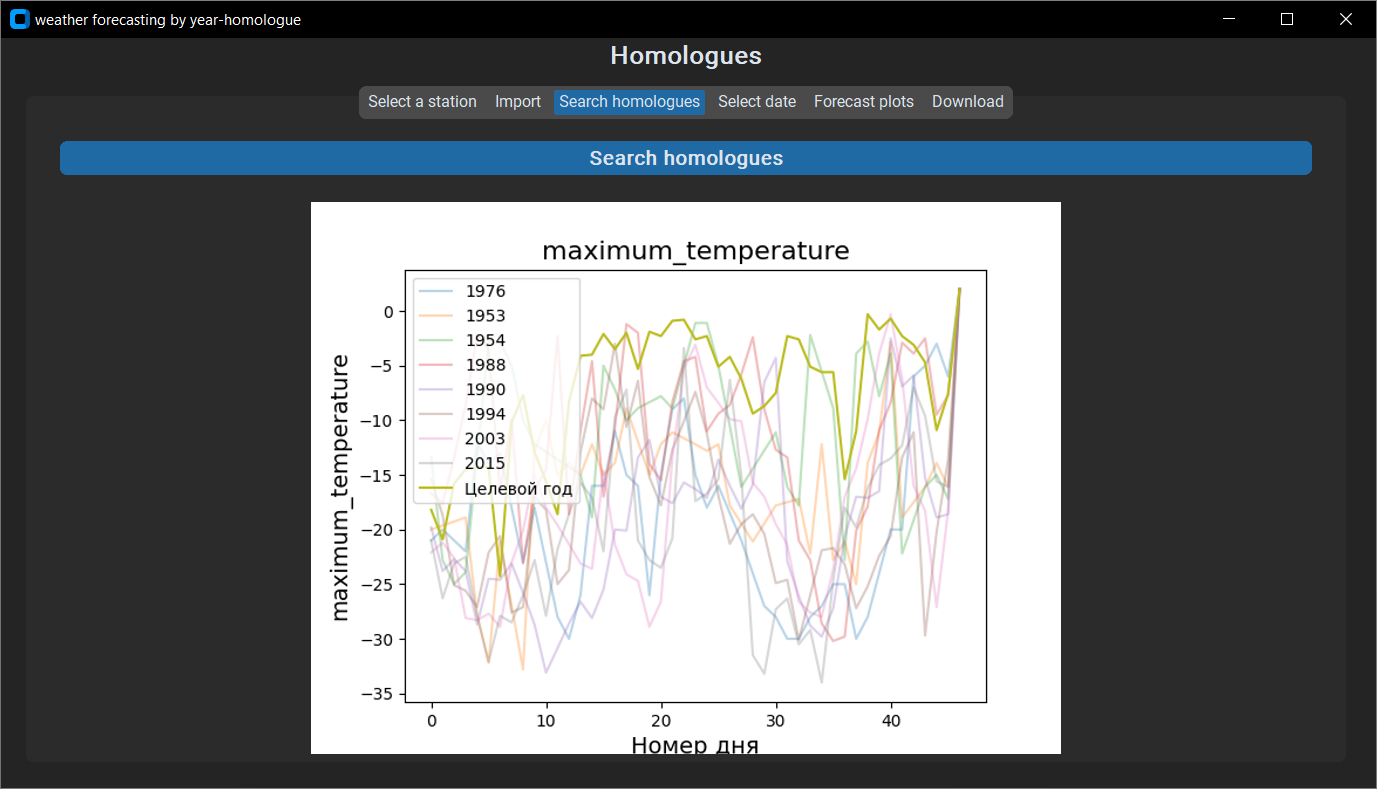 weather forecasting by year-homologue
Homologues
Select a station Import Search homologues Select date Forecast plots Download
Search homologues
maximum_temperature
1976
1953
1954
1988
1990
1994
2003
2015
Целевой год
maximum_temperature
0
−5
−10
−15
−20
−25
−30
−35
0 10 20 30 40
Номер дня